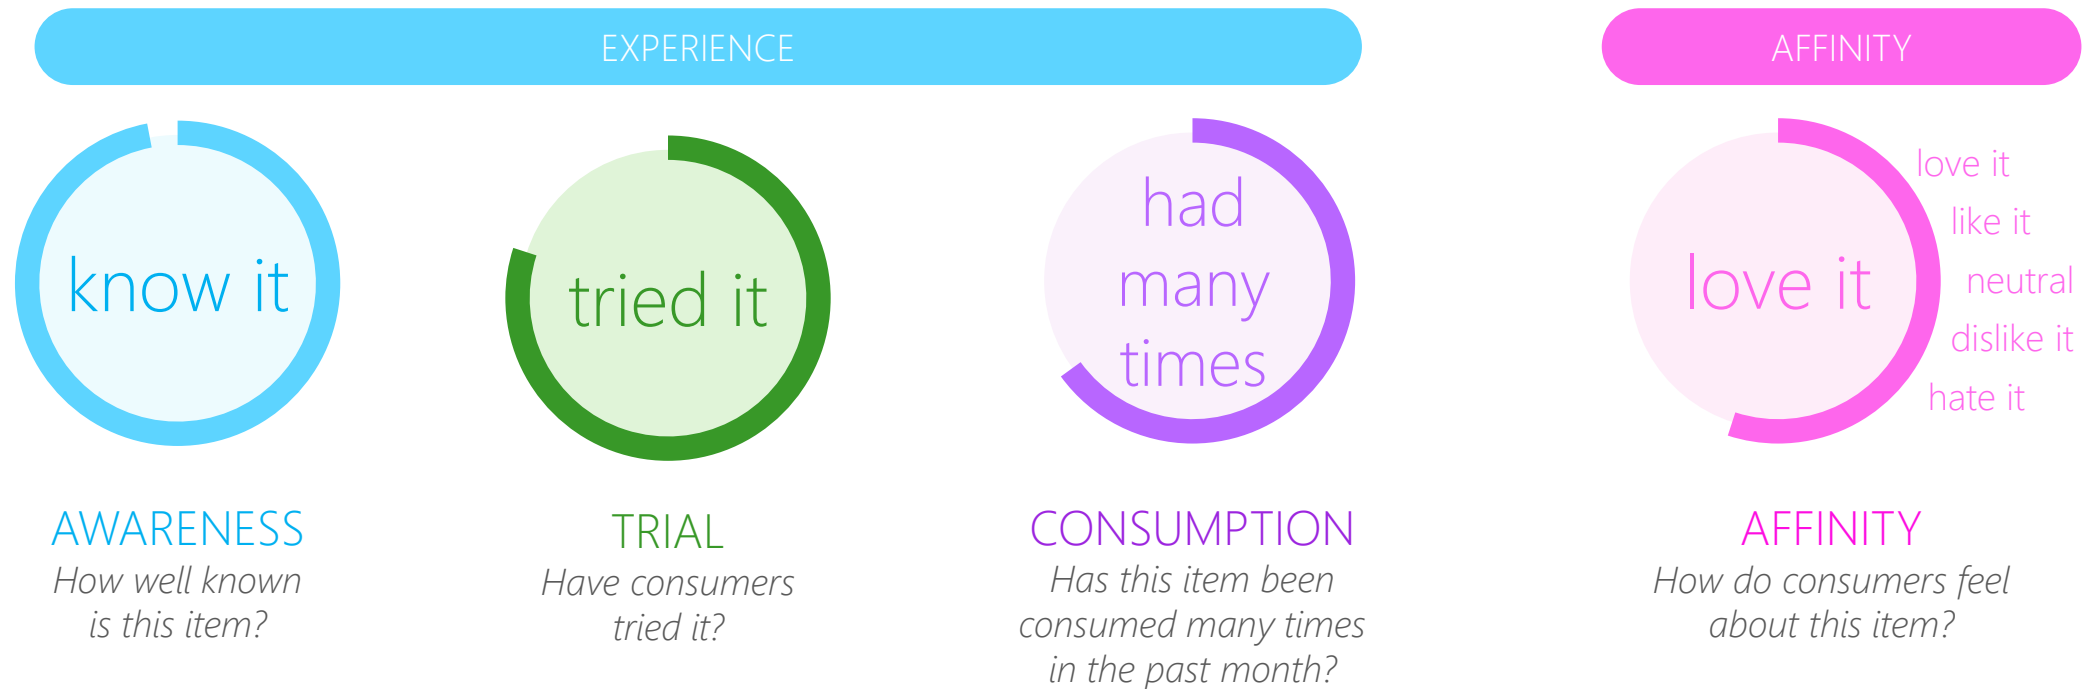 EXPERIENCE
know it
AWARENESS
How well known
is this item?
tried it
TRIAL
Have consumers
tried it?
had
many
times
CONSUMPTION
Has this item been
consumed many times
in the past month?
AFFINITY
love it
love it
like it
neutral
dislike it
hate it
AFFINITY
How do consumers feel
about this item?